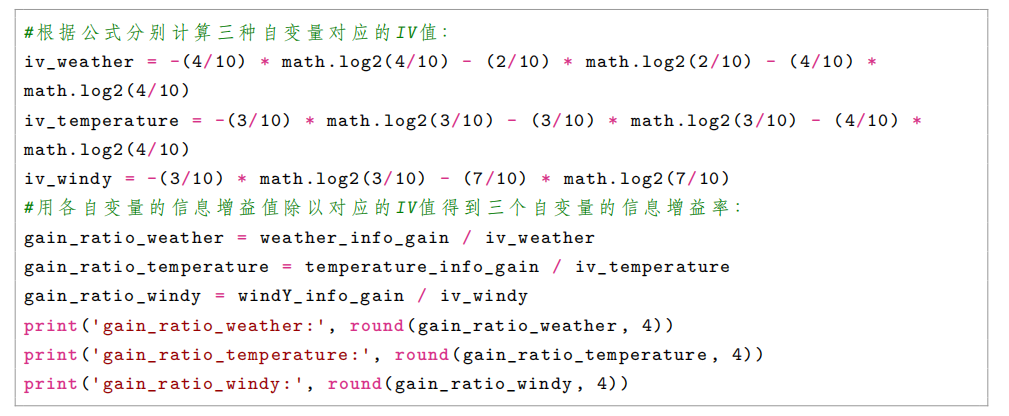 #根据公式分别计算三种自变量对应的IV值:
iv_weather = -(4/10) * math.log2(4/10) - (2/10) * math.log2(2/10) - (4/10) *
math.log2(4/10)
iv_temperature = -(3/10) * math.log2(3/10) - (3/10) * math.log2(3/10) - (4/10) *
math.log2(4/10)
iv_windy = -(3/10) * math.log2(3/10) - (7/10) * math.log2(7/10)
#用各自变量的信息增益值除以对应的IV值得到三个自变量的信息增益率:
gain_ratio_weather = weather_info_gain / iv_weather
gain_ratio_temperature = temperature_info_gain / iv_temperature
gain_ratio_windy = windY_info_gain / iv_windy
print('gain_ratio_weather:', round(gain_ratio_weather, 4))
print('gain_ratio_temperature:', round(gain_ratio_temperature, 4))
print('gain_ratio_windy:', round(gain_ratio_windy, 4))